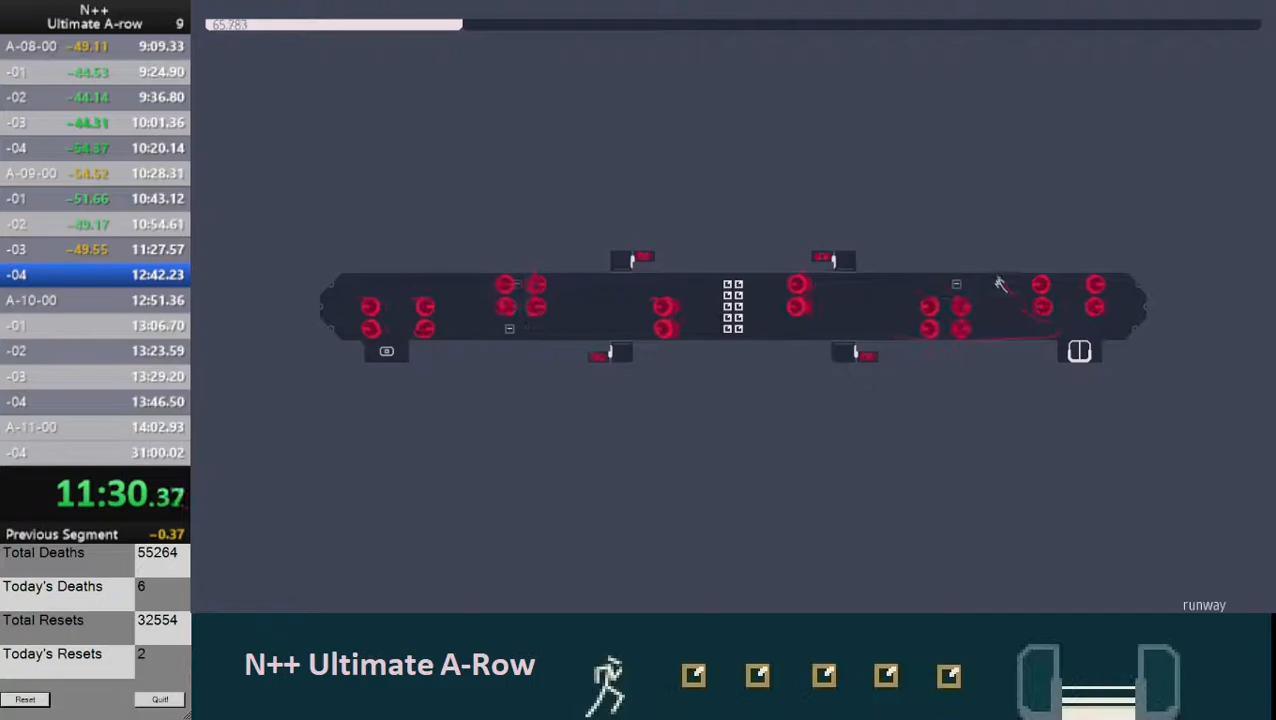 N++
Ultimate A-row 9
A-08-00 -49.11 9:09.33
-01 -44.53 9:24.90
-02 -44.14 9:36.80
-03 -44.31 10:01.36
-04 -54.37 10:20.14
A-09-00 -54.52 10:28.31
-01 -51.66 10:43.12
-02 -49.17 10:54.61
-03 -49.55 11:27.57
-04 12:42.23
A-10-00 12:51.36
-01 13:06.70
-02 13:23.59
-03 13:29.20
-04 13:46.50
A-11-00 14:02.93
-04 31:00.02
11:30.37
Previous Segment -0.37
Total Deaths 55264
Today's Deaths 6
Total Resets 32554
Today's Resets 2
Reset Quit!
65.783
runway
N++ Ultimate A-Row